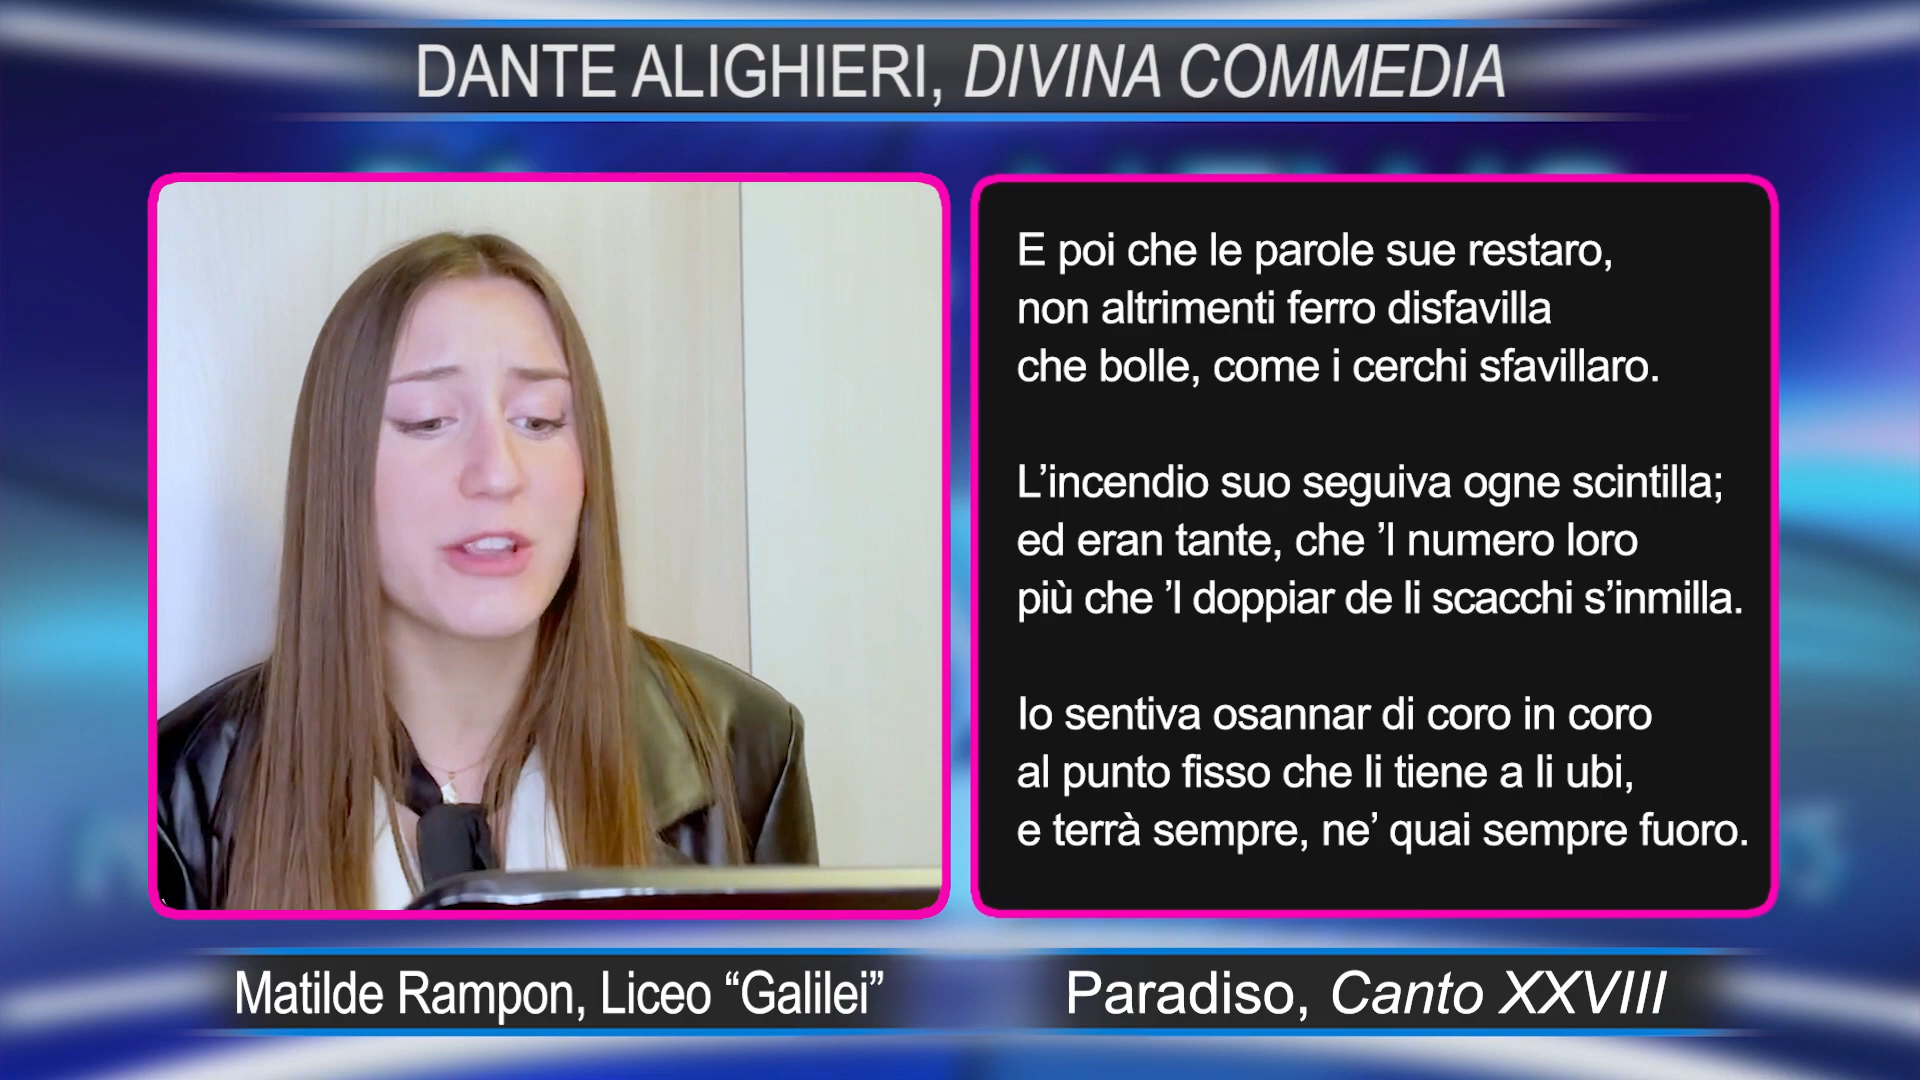 DANTE ALIGHIERI, DIVINA COMMEDIA
E poi che le parole sue restaro,
non altrimenti ferro disfavilla
che bolle, come i cerchi sfavillaro.
L’incendio suo seguiva ogne scintilla;
ed eran tante, che ’l numero loro
più che ’l doppiar de li scacchi s’inmilla.
Io sentiva osannar di coro in coro
al punto fisso che li tiene a li ubi,
e terrà sempre, ne’ quai sempre fuoro.
Matilde Rampon, Liceo “Galilei”
Paradiso, Canto XXVIII